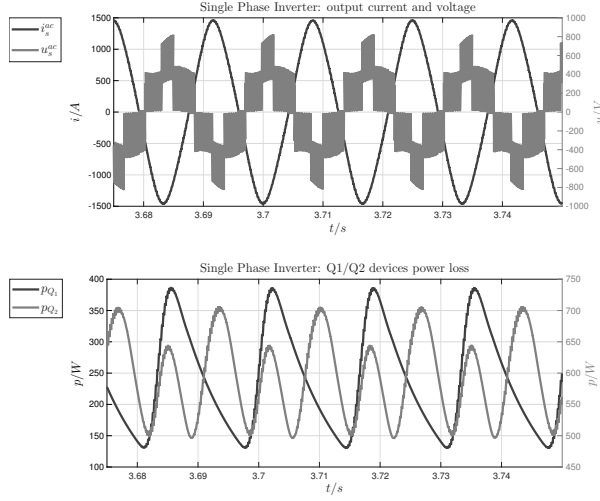 Single Phase Inverter: output current and voltage
i_s^{ac}
u_s^{ac}
1500
1000
500
0
-500
-1000
-1500
i/A
1000
800
600
400
200
0
-200
-400
-600
-800
-1000
u/V
3.68 3.69 3.7 3.71 3.72 3.73 3.74
t/s
Single Phase Inverter: Q1/Q2 devices power loss
p_{Q_1}
p_{Q_2}
400
350
300
250
200
150
100
p/W
750
700
650
600
550
500
450
p/W
3.68 3.69 3.7 3.71 3.72 3.73 3.74
t/s